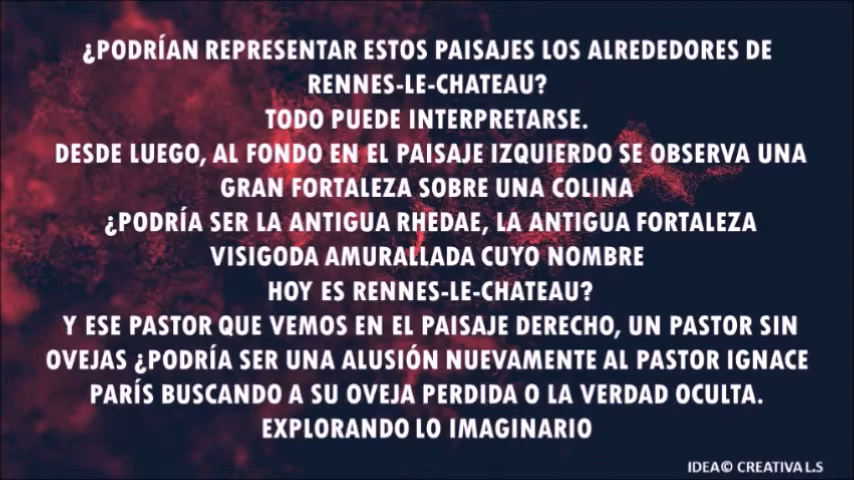 ¿PODRÍAN REPRESENTAR ESTOS PAISAJES LOS ALREDEDORES DE
RENNES-LE-CHATEAU?
TODO PUEDE INTERPRETARSE.
DESDE LUEGO, AL FONDO EN EL PAISAJE IZQUIERDO SE OBSERVA UNA
GRAN FORTALEZA SOBRE UNA COLINA
¿PODRÍA SER LA ANTIGUA RHEDAE, LA ANTIGUA FORTALEZA
VISIGODA AMURALLADA CUYO NOMBRE
HOY ES RENNES-LE-CHATEAU?
Y ESE PASTOR QUE VEMOS EN EL PAISAJE DERECHO, UN PASTOR SIN
OVEJAS ¿PODRÍA SER UNA ALUSIÓN NUEVAMENTE AL PASTOR IGNACE
PARÍS BUSCANDO A SU OVEJA PERDIDA O LA VERDAD OCULTA.
EXPLORANDO LO IMAGINARIO
IDEA© CREATIVA L.S